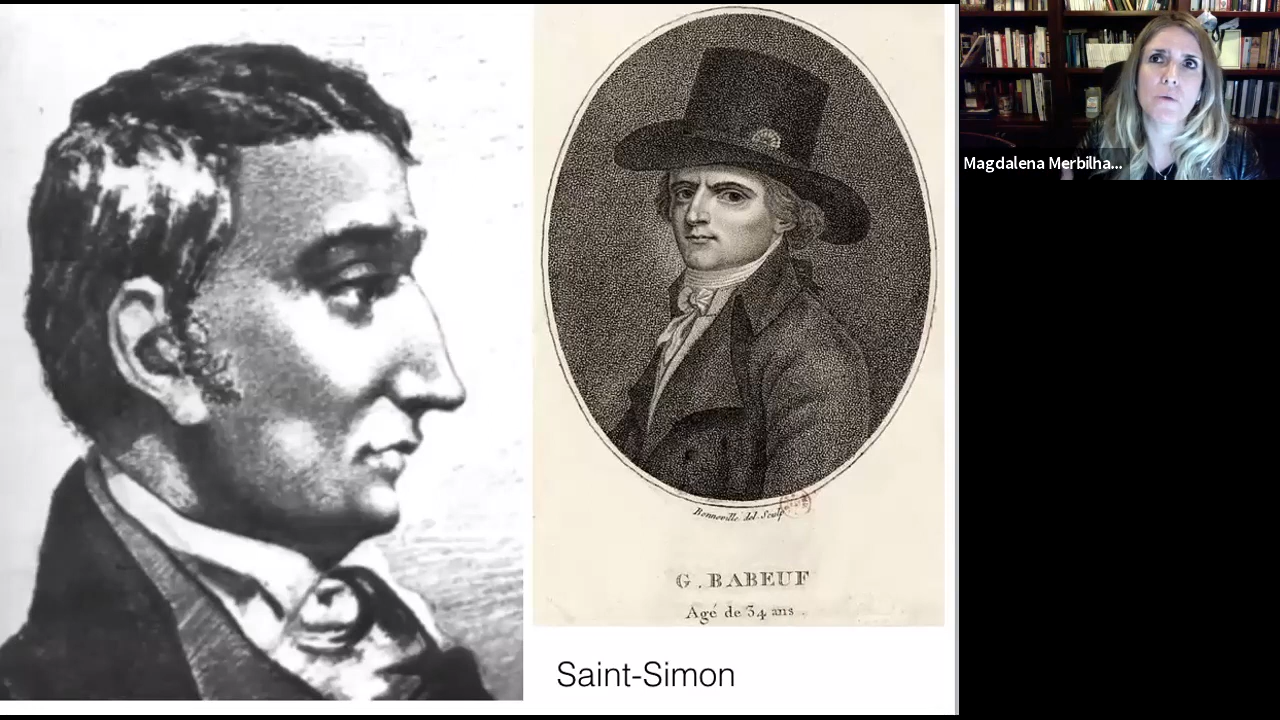 Bonneville del. Sculp.
G. BABEUF
Agé de 34 ans.
Saint-Simon
Magdalena Merbilha...